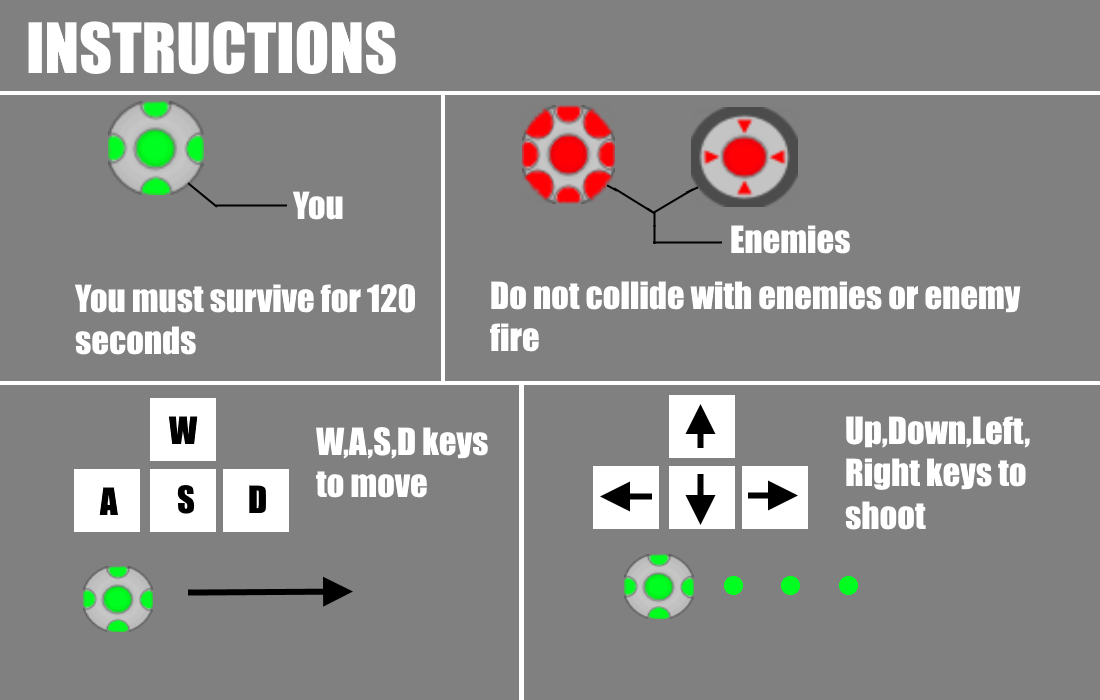 INSTRUCTIONS
You
You must survive for 120
seconds
Enemies
Do not collide with enemies or enemy
fire
W
A S D
W,A,S,D keys
to move
Up,Down,Left,
Right keys to
shoot